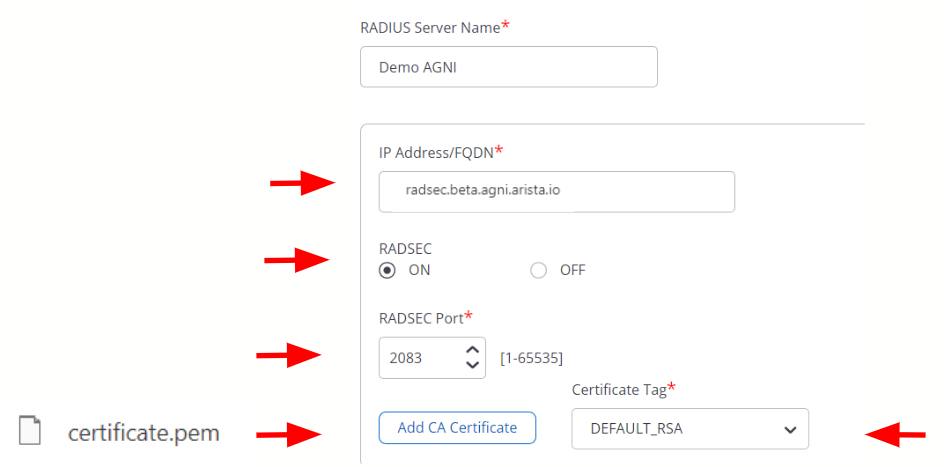 RADIUS Server Name*
Demo AGNI
IP Address/FQDN*
radsec.beta.agni.arista.io
RADSEC
ON OFF
RADSEC Port*
2083 [1-65535]
Certificate Tag*
certificate.pem Add CA Certificate DEFAULT_RSA